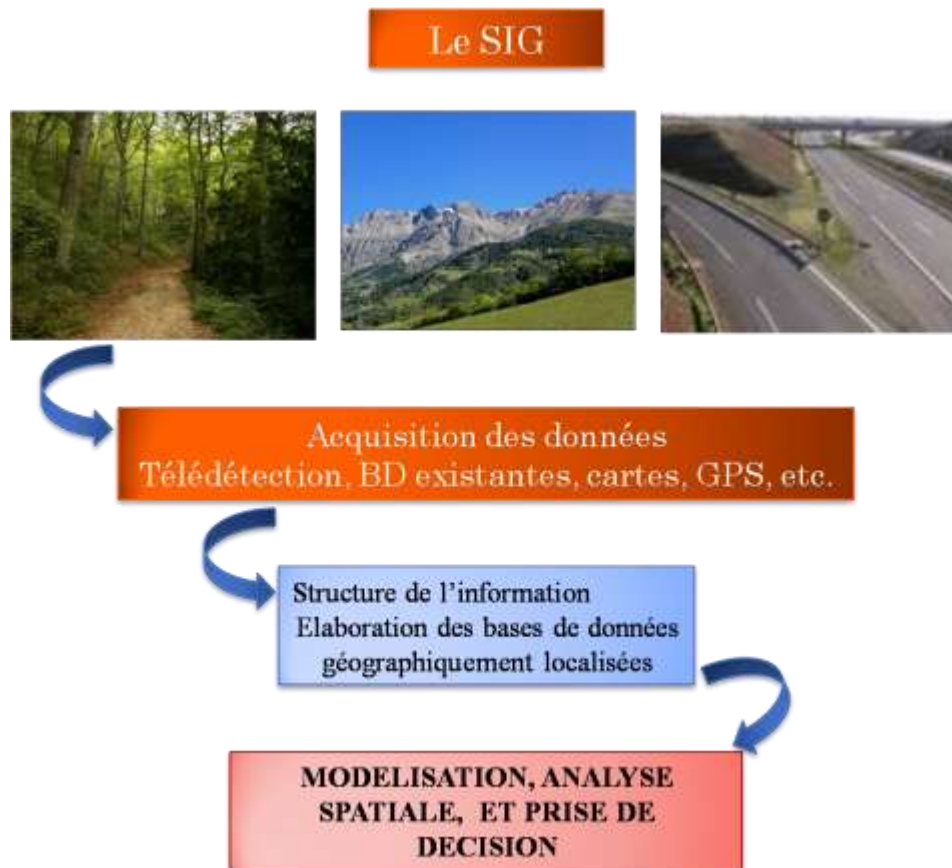 Le SIG
Acquisition des données
Télédétection, BD existantes, cartes, GPS, etc.
Structure de l'information
Elaboration des bases de données
géographiquement localisées
MODELISATION, ANALYSE
SPATIALE, ET PRISE DE
DECISION